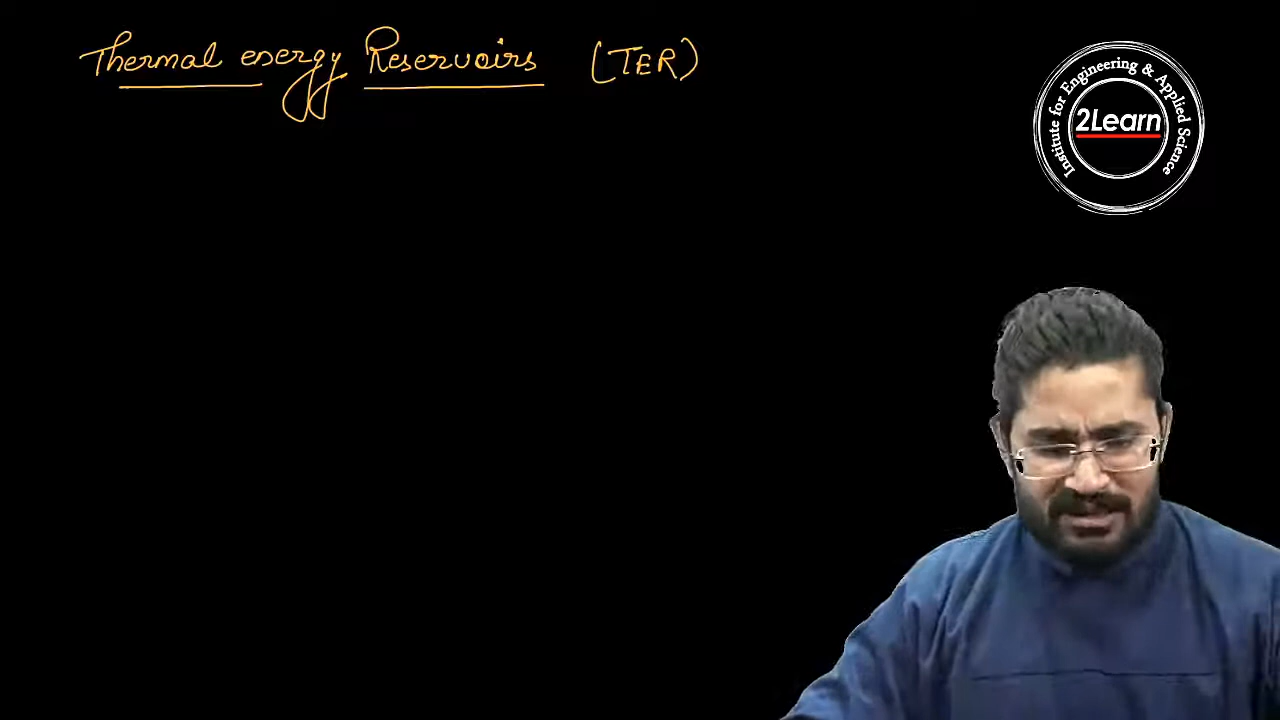 Thermal energy Reservoirs (TER)
Institute for Engineering & Applied Science
2Learn